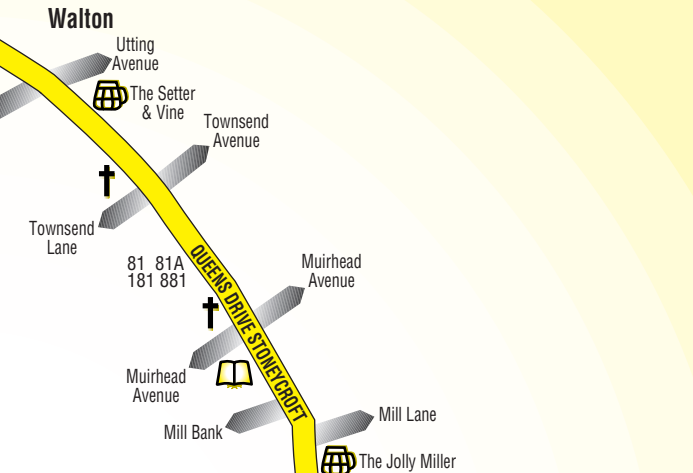 Walton
Utting
Avenue
The Setter
& Vine
Townsend
Avenue
Townsend
Lane
81 81A
181 881
QUEENS DRIVE STONEYCROFT
Muirhead
Avenue
Muirhead
Avenue
Mill Lane
Mill Bank
The Jolly Miller